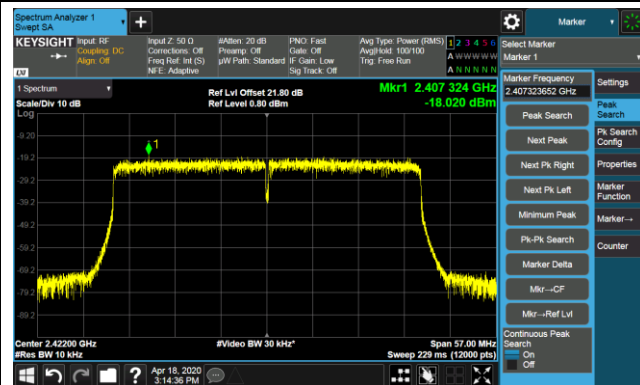 Spectrum Analyzer 1
Swept SA
Marker
KEYSIGHT
Input: RF
Coupling: DC
Align: Off
Input Z: 50 Ω
Corrections: Off
Freq Ref: Int (S)
NFE: Adaptive
#Atten: 20 dB
Preamp: Off
µW Path: Standard
PNO: Fast
Gate: Off
IF Gain: Low
Sig Track: Off
Avg Type: Power (RMS)
Avg|Hold: 100/100
Trig: Free Run
1 2 3 4 5 6
A W W W W W
A N N N N N
LXI
Select Marker
Marker 1
1 Spectrum
Scale/Div 10 dB
Log
Ref Lvl Offset 21.80 dB
Ref Level 0.80 dBm
Mkr1 2.407 324 GHz
-18.020 dBm
1
-9.20
-19.2
-29.2
-39.2
-49.2
-59.2
-69.2
-79.2
-89.2
Center 2.42200 GHz
#Res BW 10 kHz
#Video BW 30 kHz*
Span 57.00 MHz
Sweep 229 ms (12000 pts)
Marker Frequency
2.407323652 GHz
Peak Search
Next Peak
Next Pk Right
Next Pk Left
Minimum Peak
Pk-Pk Search
Marker Delta
Mkr→CF
Mkr→Ref Lvl
Continuous Peak
Search
On
Off
Settings
Peak
Search
Pk Search
Config
Properties
Marker
Function
Marker→
Counter
Apr 18, 2020
3:14:36 PM